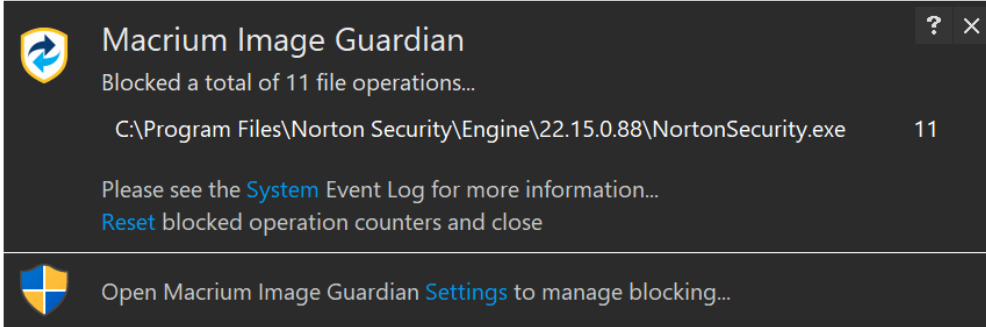 Macrium Image Guardian
Blocked a total of 11 file operations...
C:\Program Files\Norton Security\Engine\22.15.0.88\NortonSecurity.exe 11
Please see the System Event Log for more information...
Reset blocked operation counters and close
Open Macrium Image Guardian Settings to manage blocking...